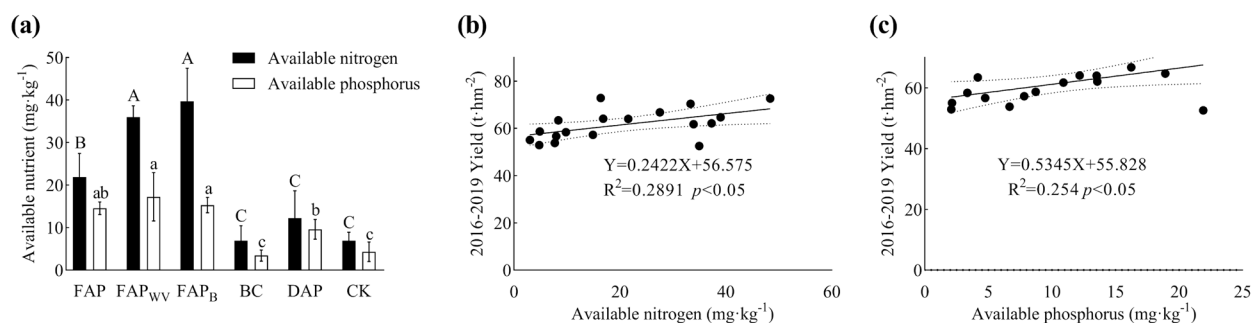 (a)
Available nutrient (mg·kg⁻¹)
50
40
30
20
10
0
Available nitrogen
Available phosphorus
B
ab
A
a
A
a
C
c
C
b
C
c
FAP
FAP_WV
FAP_B
BC
DAP
CK
(b)
2016-2019 Yield (t·hm⁻²)
80
60
40
20
0
Y=0.2422X+56.575
R²=0.2891 p<0.05
0
20
40
60
Available nitrogen (mg·kg⁻¹)
(c)
2016-2019 Yield (t·hm⁻²)
60
40
20
0
Y=0.5345X+55.828
R²=0.254 p<0.05
0
5
10
15
20
25
Available phosphorus (mg·kg⁻¹)